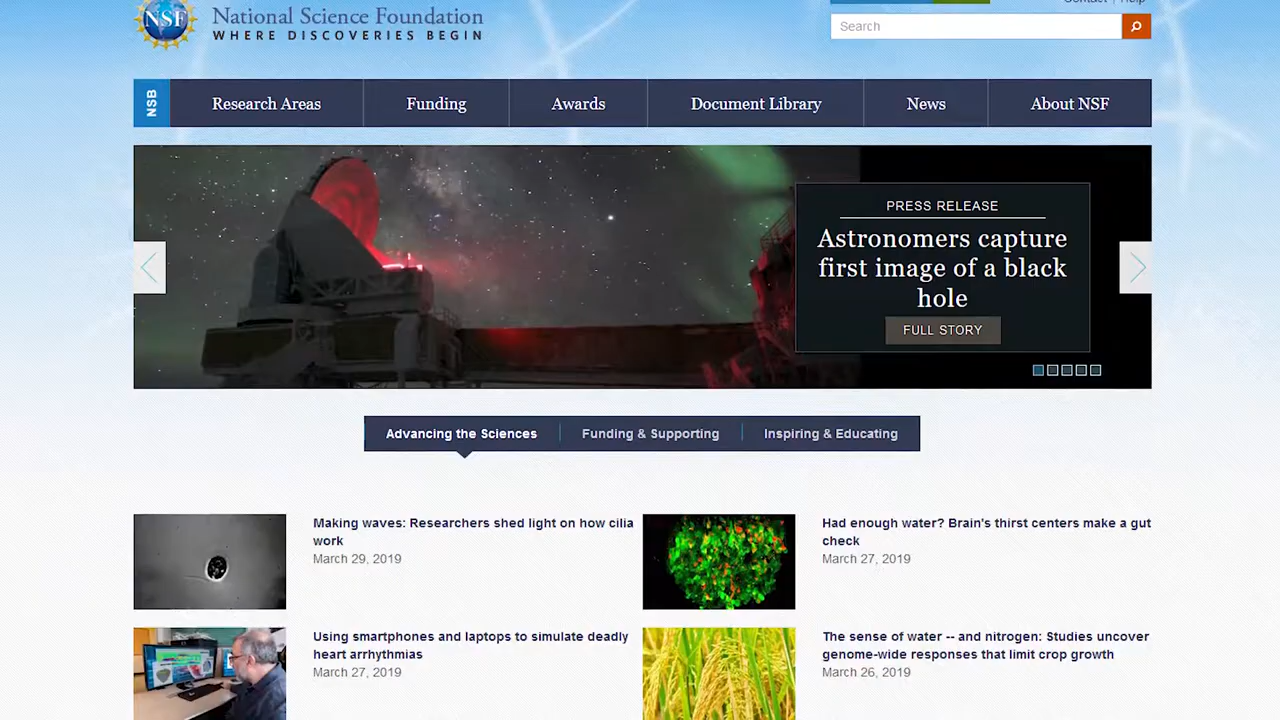 Contact | Help
NSF
National Science Foundation
WHERE DISCOVERIES BEGIN
Search
NSB
Research Areas
Funding
Awards
Document Library
News
About NSF
PRESS RELEASE
Astronomers capture
first image of a black
hole
FULL STORY
Advancing the Sciences
Funding & Supporting
Inspiring & Educating
Making waves: Researchers shed light on how cilia
work
March 29, 2019
Had enough water? Brain's thirst centers make a gut
check
March 27, 2019
Using smartphones and laptops to simulate deadly
heart arrhythmias
March 27, 2019
The sense of water -- and nitrogen: Studies uncover
genome-wide responses that limit crop growth
March 26, 2019